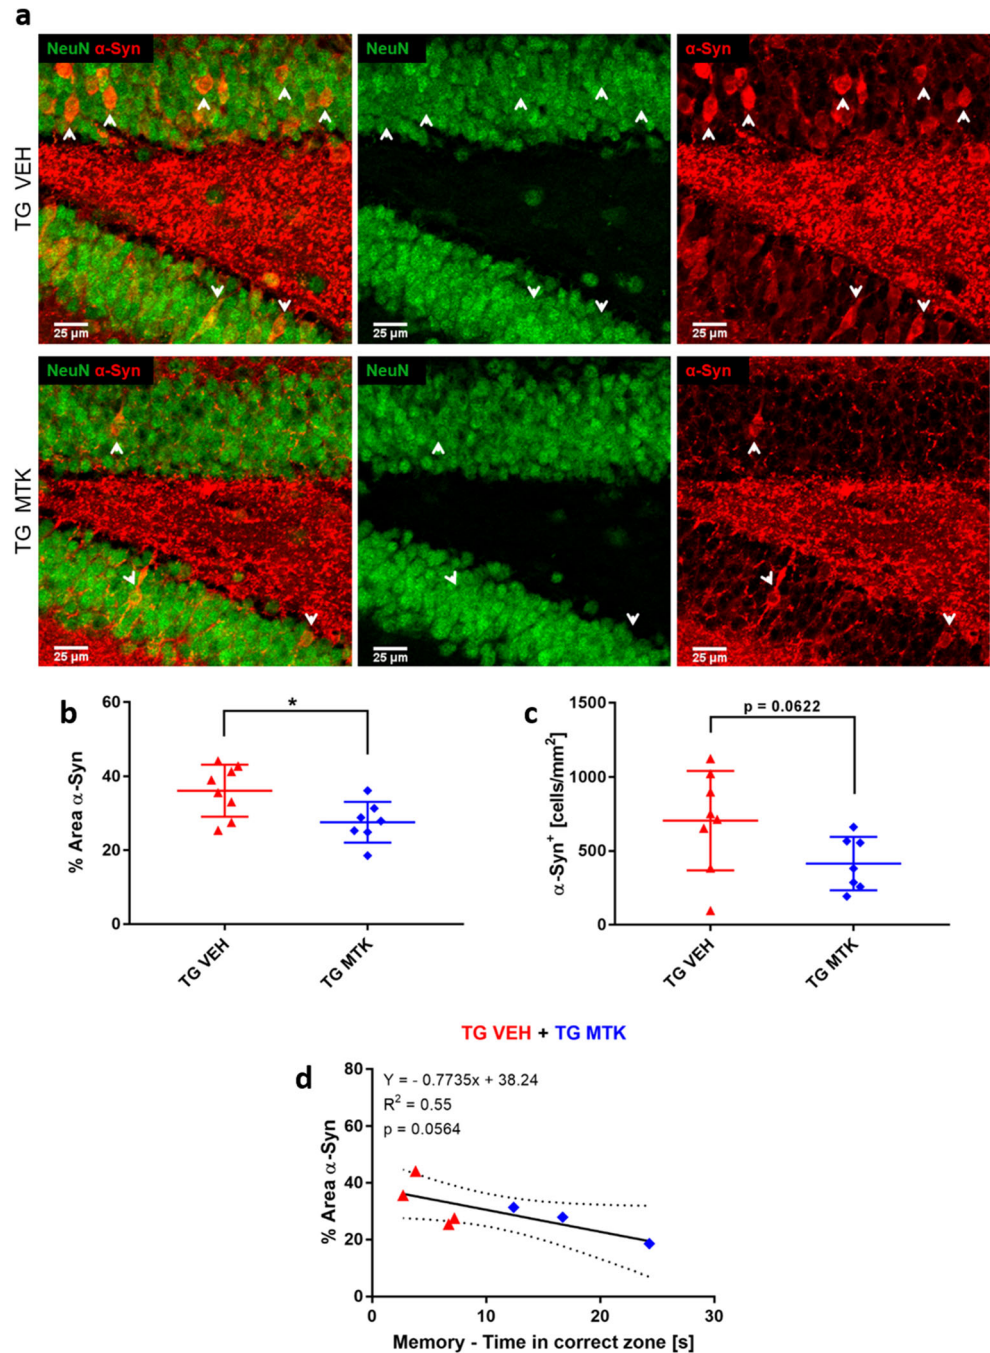 a
NeuN α-Syn
NeuN
α-Syn
TG VEH
25 µm
25 µm
25 µm
NeuN α-Syn
NeuN
α-Syn
TG MTK
25 µm
25 µm
25 µm
b
60
40
20
0
% Area α-Syn
*
TG VEH
TG MTK
c
1500
1000
500
0
α-Syn⁺ [cells/mm²]
p = 0.0622
TG VEH
TG MTK
TG VEH + TG MTK
d
80
60
40
20
0
% Area α-Syn
Y = - 0.7735x + 38.24
R² = 0.55
p = 0.0564
0
10
20
30
Memory - Time in correct zone [s]